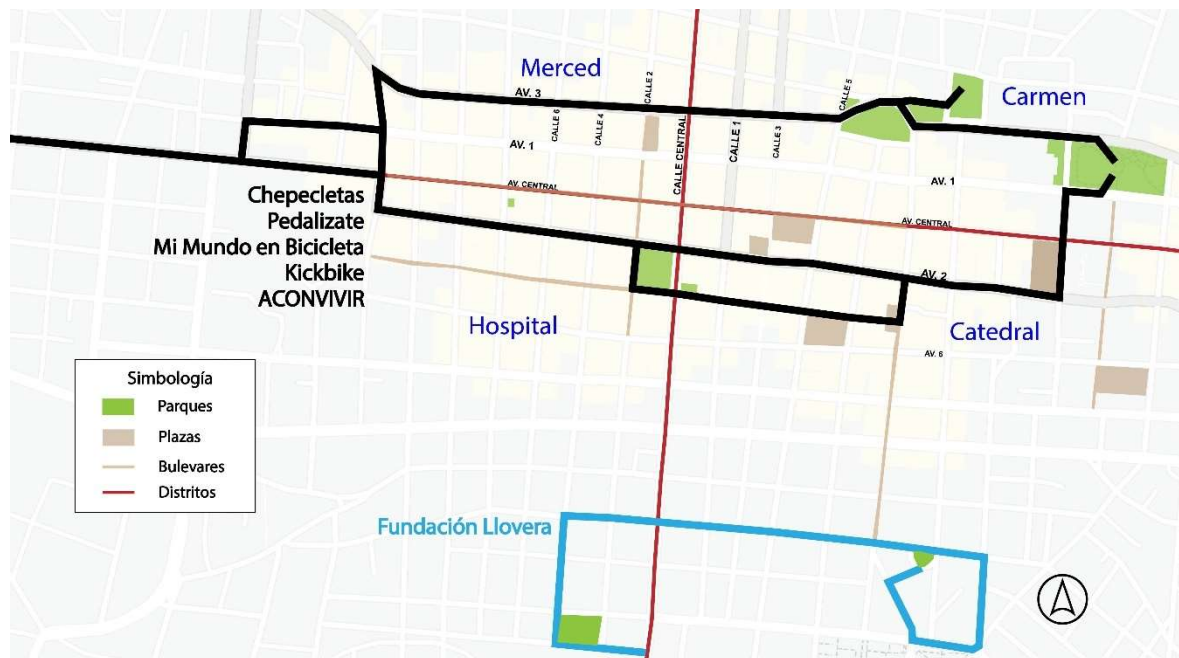 Merced
Carmen
AV. 3
CALLE 2
CALLE 5
CALLE 6
CALLE 4
CALLE CENTRAL
CALLE 1
CALLE 3
AV. 1
AV. 1
AV. CENTRAL
AV. CENTRAL
Chepecletas
Pedalizate
Mi Mundo en Bicicleta
Kickbike
ACONVIVIR
AV. 2
Hospital
Catedral
AV. 6
Simbología
Parques
Plazas
Bulevares
Distritos
Fundación Llovera